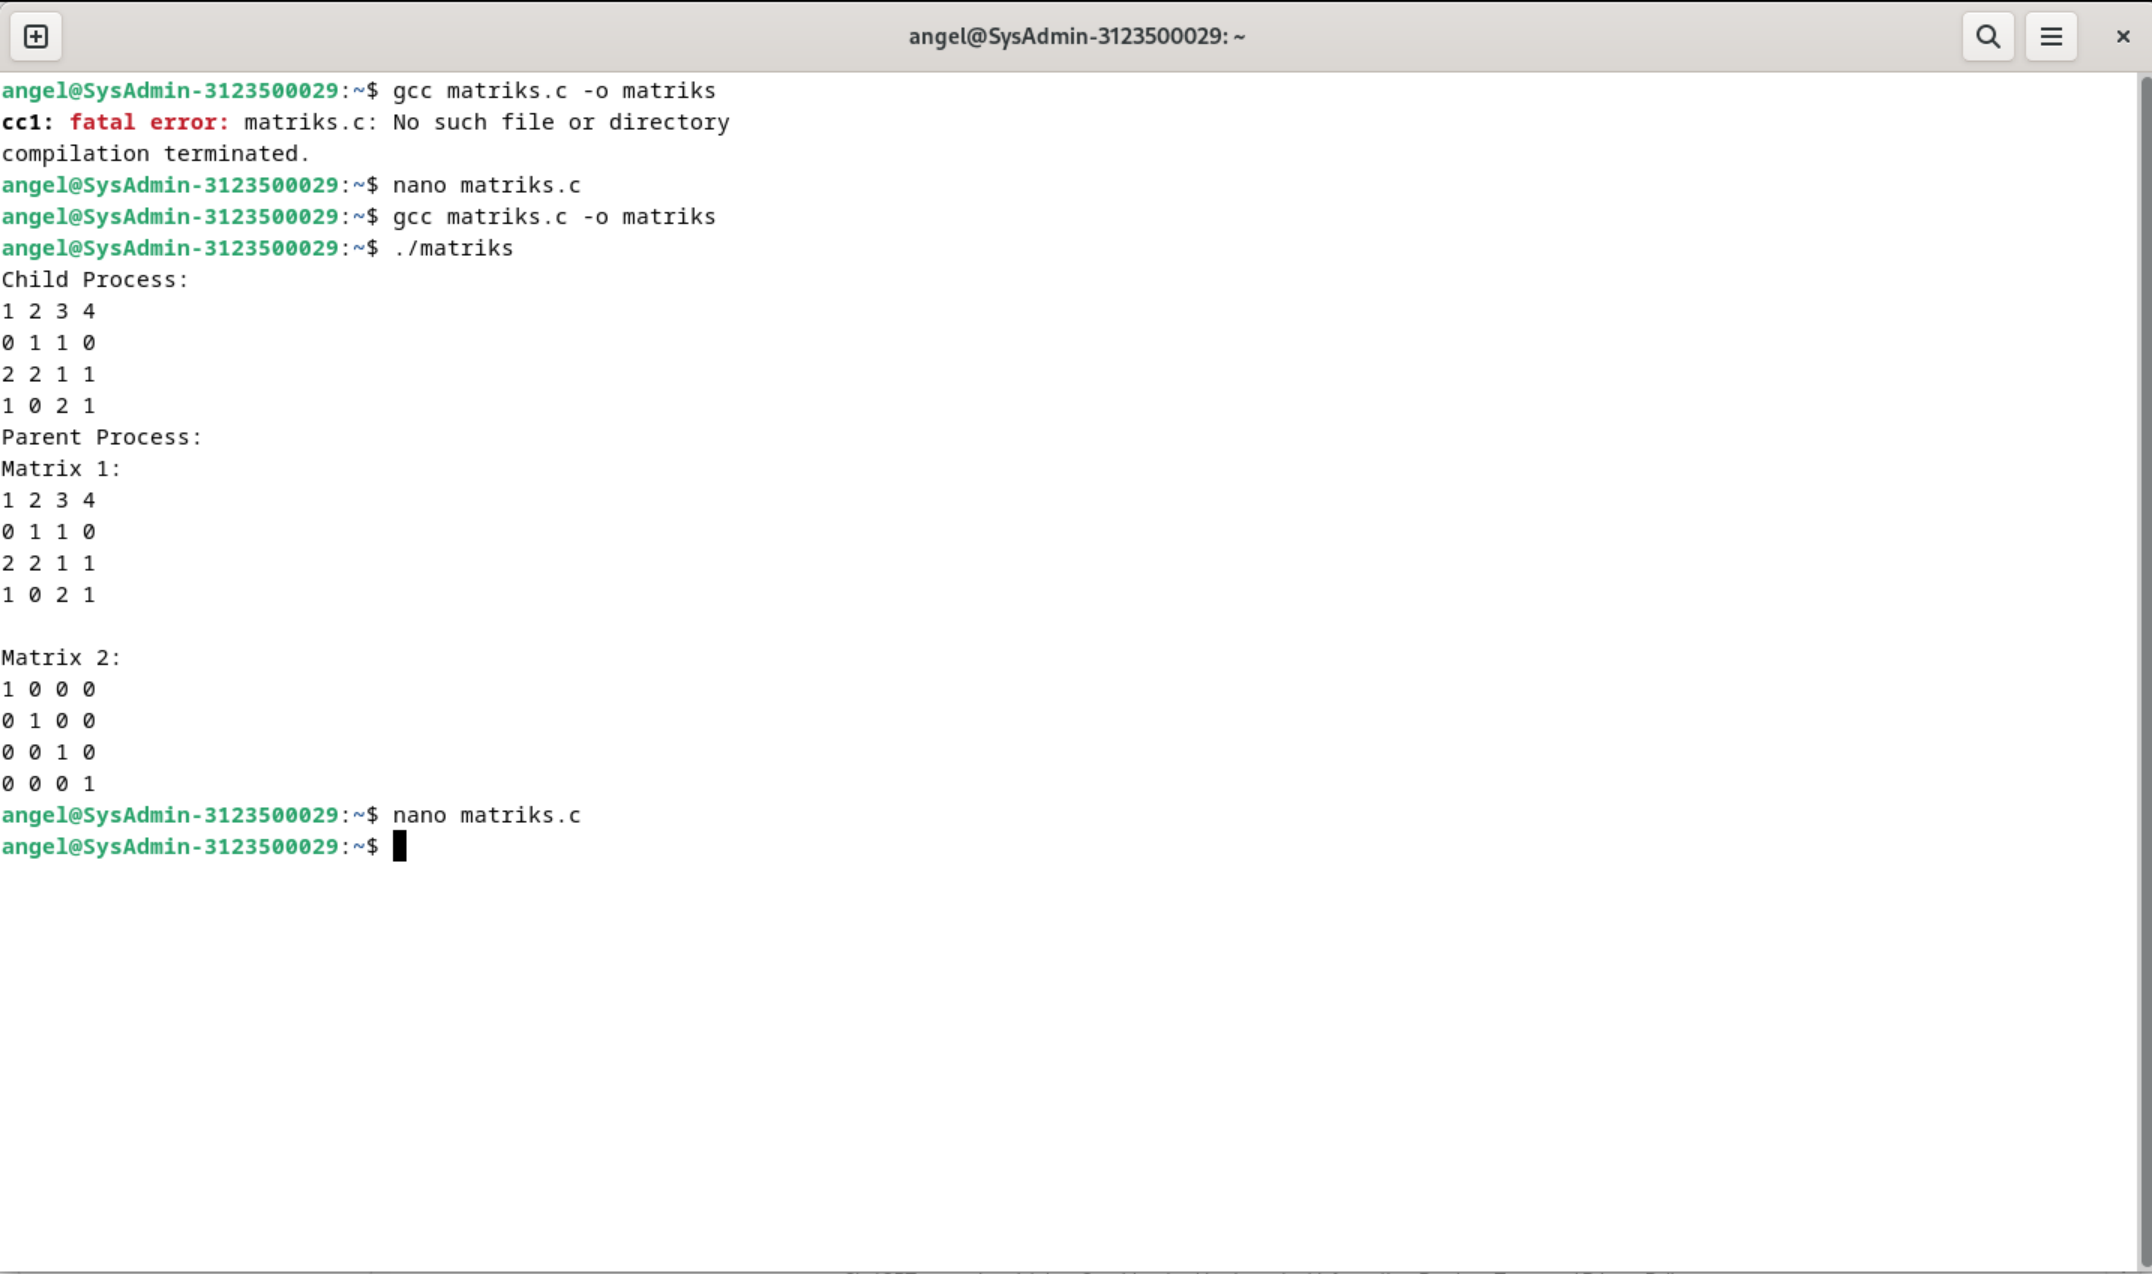 angel@SysAdmin-3123500029: ~
angel@SysAdmin-3123500029:~$ gcc matriks.c -o matriks
cc1: fatal error: matriks.c: No such file or directory
compilation terminated.
angel@SysAdmin-3123500029:~$ nano matriks.c
angel@SysAdmin-3123500029:~$ gcc matriks.c -o matriks
angel@SysAdmin-3123500029:~$ ./matriks
Child Process:
1 2 3 4
0 1 1 0
2 2 1 1
1 0 2 1
Parent Process:
Matrix 1:
1 2 3 4
0 1 1 0
2 2 1 1
1 0 2 1
Matrix 2:
1 0 0 0
0 1 0 0
0 0 1 0
0 0 0 1
angel@SysAdmin-3123500029:~$ nano matriks.c
angel@SysAdmin-3123500029:~$